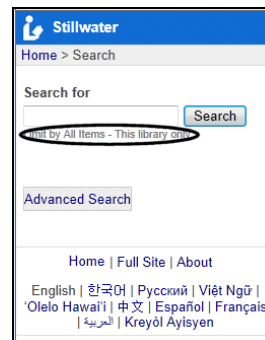 Stillwater
Home > Search
Search for
Search
limit by All Items - This library only
Advanced Search
Home | Full Site | About
English | 한국어 | Русский | Việt Ngữ |
'Olelo Hawai'i | 中文 | Español | Français
| العربية | Kreyòl Ayisyen